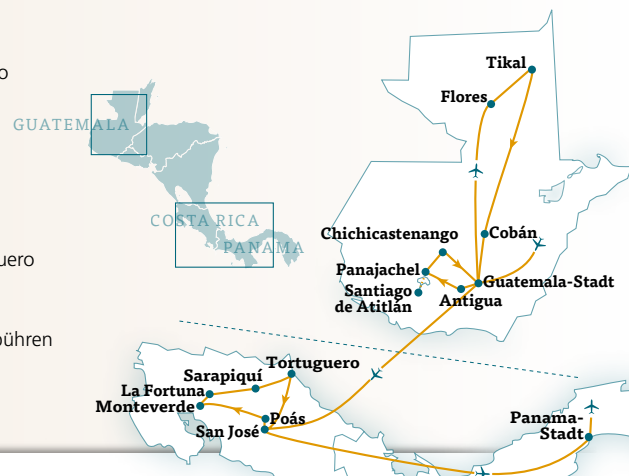 o
uero
bühren
GUATEMALA
COSTA RICA
PANAMA
Tikal
Flores
Chichicastenango
Cobán
Panajachel
Guatemala-Stadt
Santiago
de Atitlán
Antigua
Tortuguero
Sarapiquí
La Fortuna
Monteverde
Poás
San José
Panama-
Stadt